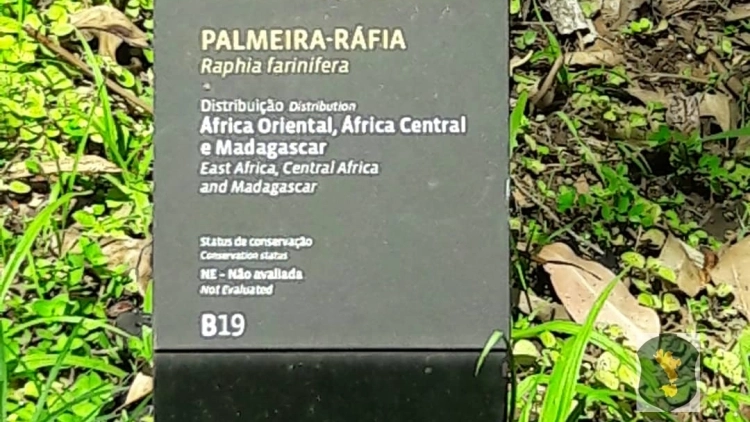 PALMEIRA-RÁFIA
Raphia farinifera
Distribuição Distribution
África Oriental, África Central
e Madagascar
East Africa, Central Africa
and Madagascar
Status de conservação
Conservation status
NE - Não avaliada
Not Evaluated
B19